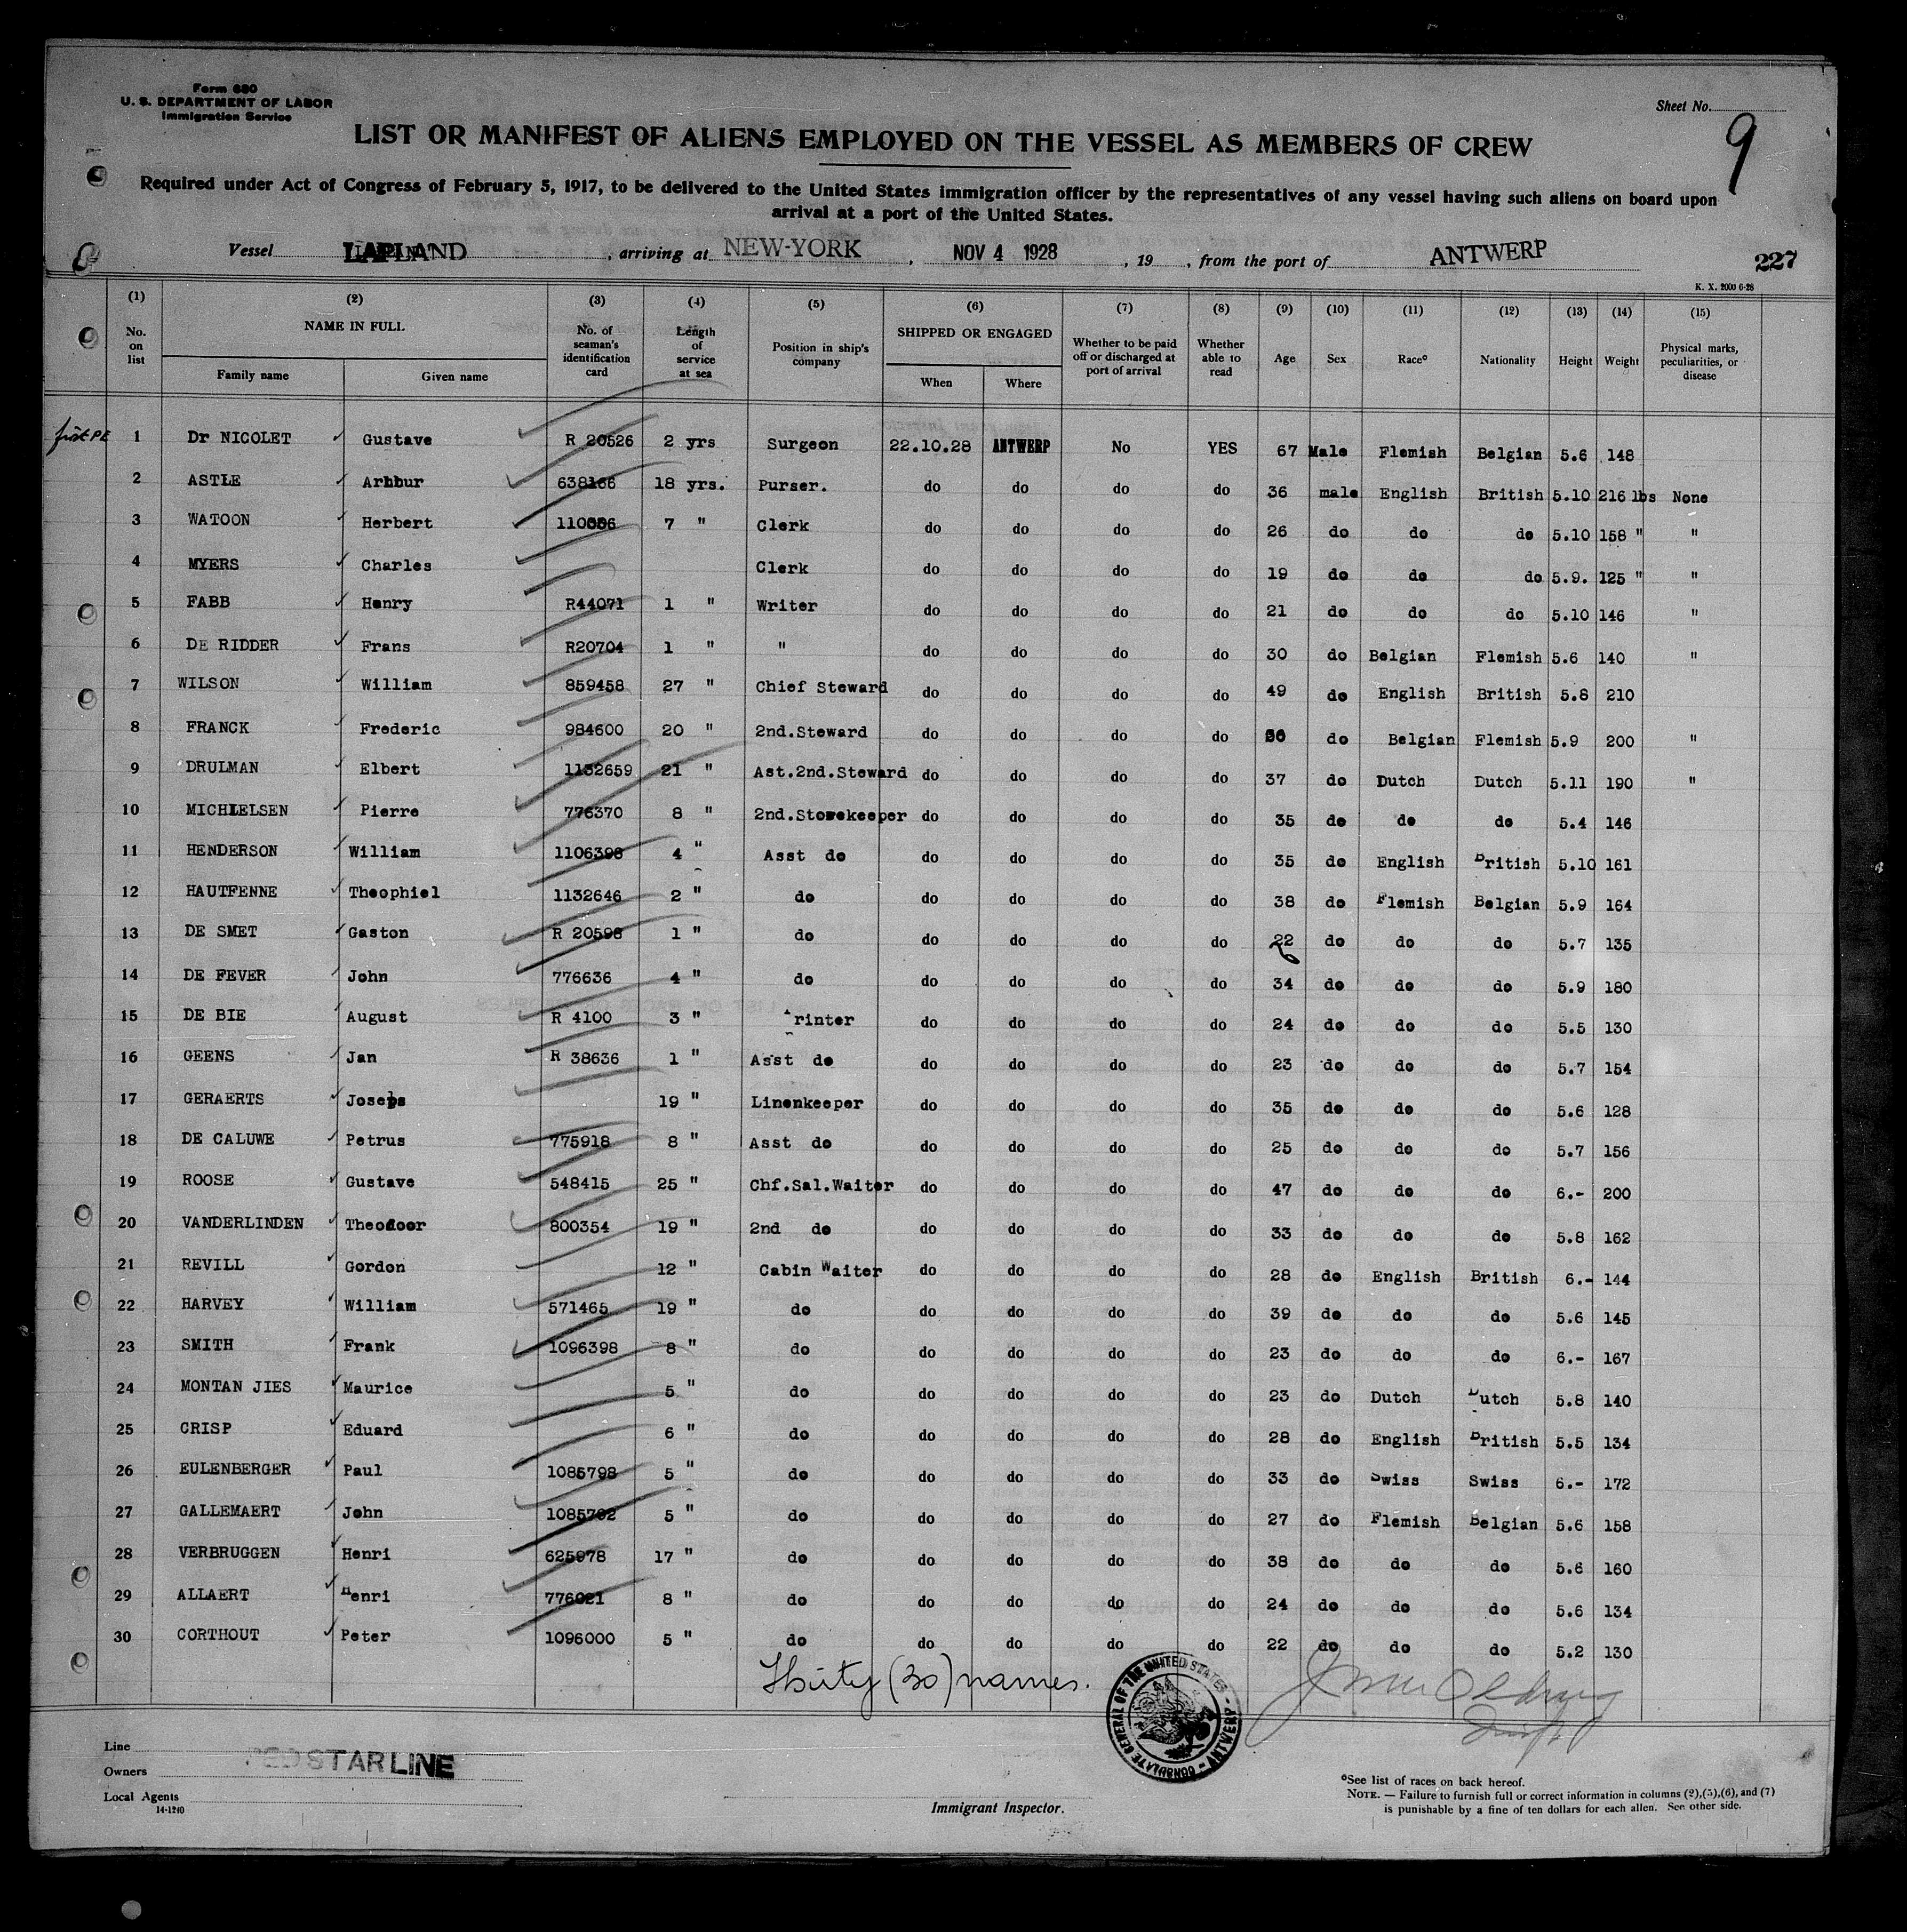 Form 680
U. S. DEPARTMENT OF LABOR
Immigration Service
Sheet No.
9
LIST OR MANIFEST OF ALIENS EMPLOYED ON THE VESSEL AS MEMBERS OF CREW
Required under Act of Congress of February 5, 1917, to be delivered to the United States immigration officer by the representatives of any vessel having such aliens on board upon
arrival at a port of the United States.
Vessel LAPLAND, arriving at NEW-YORK, NOV 4 1928, 19 , from the port of ANTWERP 227
K. X. 2000 6-28
(1) (2) (3) (4) (5) (6) (7) (8) (9) (10) (11) (12) (13) (14) (15)
No. on list NAME IN FULL Family name Given name No. of seaman's identification card Length of service at sea Position in ship's company SHIPPED OR ENGAGED When Where Whether to be paid off or discharged at port of arrival Whether able to read Age Sex Race° Nationality Height Weight Physical marks, peculiarities, or disease
1 Dr NICOLET Gustave R 20526 2 yrs Surgeon 22.10.28 ANTWERP No YES 67 Male Flemish Belgian 5.6 148
2 ASTLE Arthur 638166 18 yrs. Purser. do do do do 36 male English British 5.10 216 lbs None
3 WATOON Herbert 7 " Clerk do do do do 26 do do do 5.10 158 " "
4 MYERS Charles Clerk do do do do 19 do do do 5.9. 125 " "
5 FABB Henry R44071 1 " Writer do do do do 21 do do do 5.10 146 "
6 DE RIDDER Frans R20704 1 " " do do do do 30 do Belgian Flemish 5.6 140 "
7 WILSON William 859458 27 " Chief Steward do do do do 49 do English British 5.8 210
8 FRANCK Frederic 984600 20 " 2nd.Steward do do do do do Belgian Flemish 5.9 200 "
9 DRULMAN Elbert 1132659 21 " Ast.2nd.Steward do do do do 37 do Dutch Dutch 5.11 190 "
10 MICHIELSEN Pierre 776370 8 " 2nd.Storekeeper do do do do 35 do do do 5.4 146
11 HENDERSON William 1106398 4 " Asst do do do do do 35 do English British 5.10 161
12 HAUTFENNE Theophiel 1132646 2 " do do do do do 38 do Flemish Belgian 5.9 164
13 DE SMET Gaston R 20598 1 " do do do do do 22 do do do 5.7 135
14 DE FEVER John 776636 4 " do do do do do 34 do do do 5.9 180
15 DE BIE August R 4100 3 " Printer do do do do 24 do do do 5.5 130
16 GEENS Jan R 38636 1 " Asst do do do do do 23 do do do 5.7 154
17 GERAERTS Joseps 19 " Linenkeeper do do do do 35 do do do 5.6 128
18 DE CALUWE Petrus 775918 8 " Asst do do do do do 25 do do do 5.7 156
19 ROOSE Gustave 548415 25 " Chf.Sal.Waiter do do do do 47 do do do 6.- 200
20 VANDERLINDEN Theodoor 800354 19 " 2nd do do do do do 33 do do do 5.8 162
21 REVILL Gordon 12 " Cabin Waiter do do do do 28 do English British 6.- 144
22 HARVEY William 571465 19 " do do do do do 39 do do do 5.6 145
23 SMITH Frank 1096398 8 " do do do do do 23 do do do 6.- 167
24 MONTAN JIES Maurice 5 " do do do do do 23 do Dutch Dutch 5.8 140
25 CRISP Eduard 6 " do do do do do 28 do English British 5.5 134
26 EULENBERGER Paul 1085798 5 " do do do do do 33 do Swiss Swiss 6.- 172
27 GALLEMAERT John 1085792 5 " do do do do do 27 do Flemish Belgian 5.6 158
28 VERBRUGGEN Henri 625978 17 " do do do do do 38 do do do 5.6 160
29 ALLAERT Henri 776021 8 " do do do do do 24 do do do 5.6 134
30 CORTHOUT Peter 1096000 5 " do do do do do 22 do do do 5.2 130
Thirty (30) names.
CONSULATE GENERAL OF THE UNITED STATES - ANTWERP -
Line
Owners RED STAR LINE
Local Agents
14-1240
Immigrant Inspector.
°See list of races on back hereof.
NOTE. — Failure to furnish full or correct information in columns (2),(5),(6), and (7)
is punishable by a fine of ten dollars for each alien. See other side.